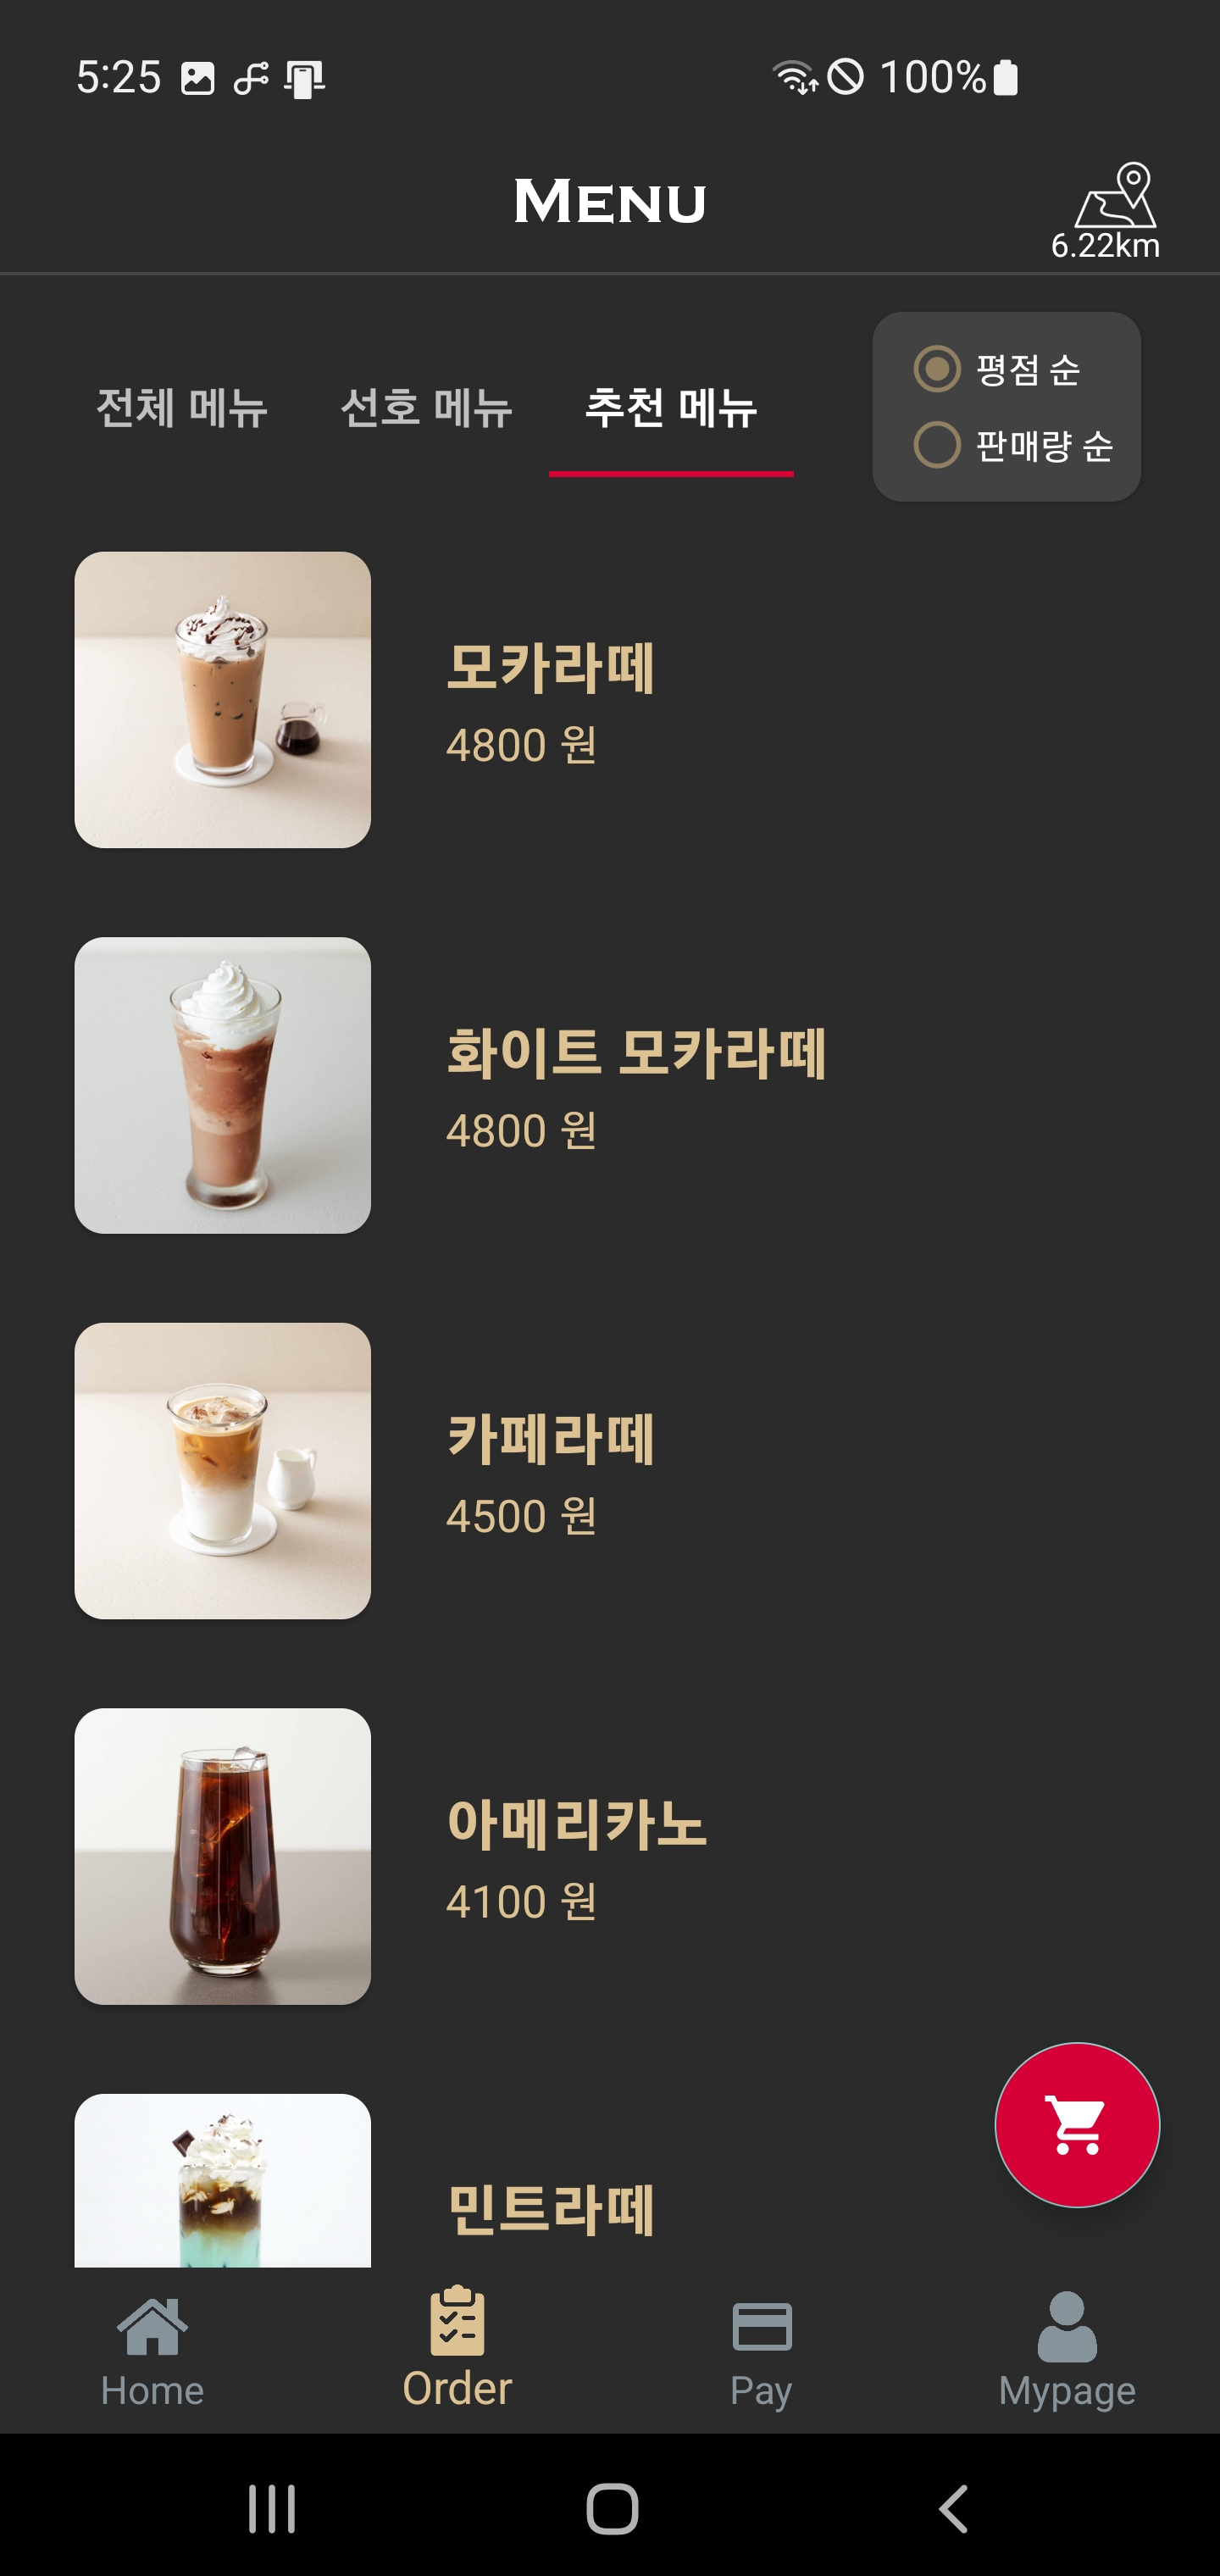 5:25
100%
MENU
6.22km
전체 메뉴 선호 메뉴 추천 메뉴
평점 순
판매량 순
모카라떼
4800 원
화이트 모카라떼
4800 원
카페라떼
4500 원
아메리카노
4100 원
민트라떼
Home Order Pay Mypage